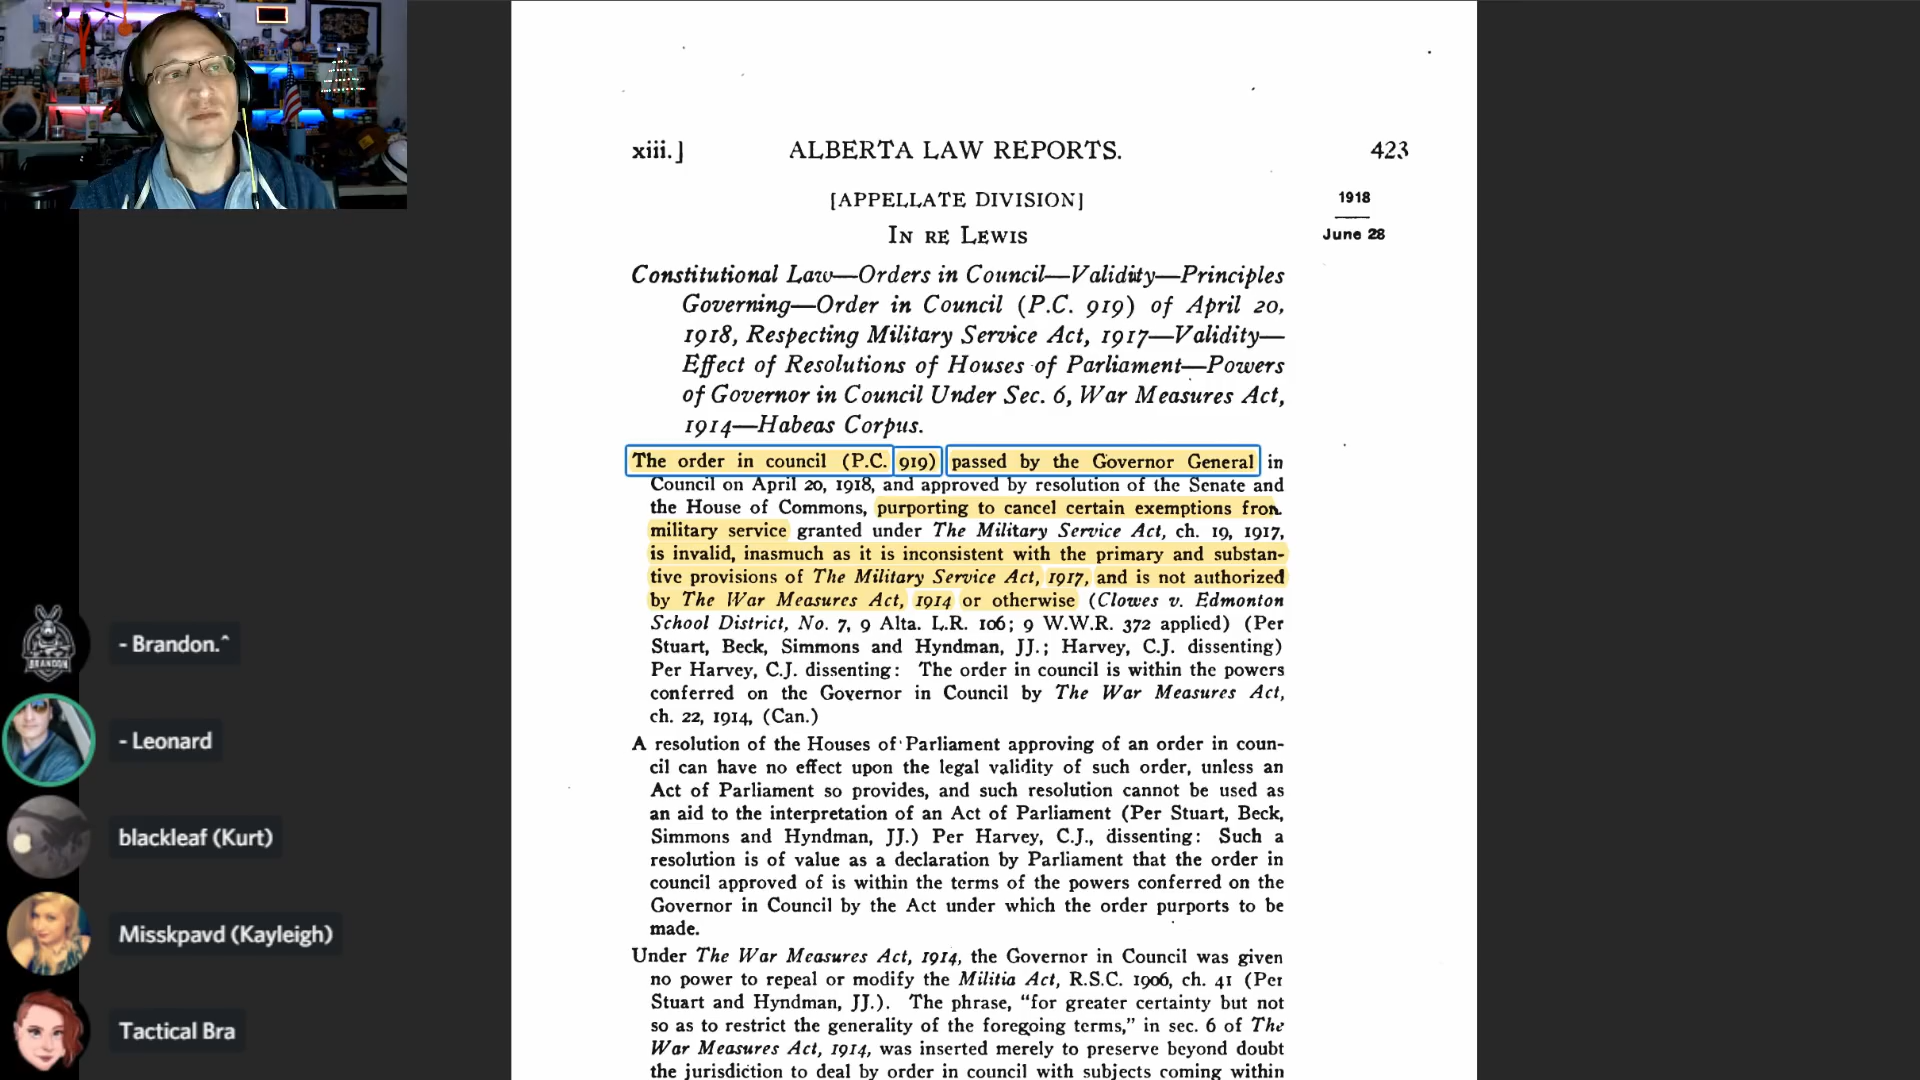 xiii.] ALBERTA LAW REPORTS. 423
[APPELLATE DIVISION]
1918
In re Lewis
June 28
Constitutional Law—Orders in Council—Validity—Principles
Governing—Order in Council (P.C. 919) of April 20,
1918, Respecting Military Service Act, 1917—Validity—
Effect of Resolutions of Houses of Parliament—Powers
of Governor in Council Under Sec. 6, War Measures Act,
1914—Habeas Corpus.
The order in council (P.C. 919) passed by the Governor General in
Council on April 20, 1918, and approved by resolution of the Senate and
the House of Commons, purporting to cancel certain exemptions from
military service granted under The Military Service Act, ch. 19, 1917,
is invalid, inasmuch as it is inconsistent with the primary and substan-
tive provisions of The Military Service Act, 1917, and is not authorized
by The War Measures Act, 1914 or otherwise (Clowes v. Edmonton
School District, No. 7, 9 Alta. L.R. 106; 9 W.W.R. 372 applied) (Per
Stuart, Beck, Simmons and Hyndman, JJ.; Harvey, C.J. dissenting)
Per Harvey, C.J. dissenting: The order in council is within the powers
conferred on the Governor in Council by The War Measures Act,
ch. 22, 1914, (Can.)
A resolution of the Houses of Parliament approving of an order in coun-
cil can have no effect upon the legal validity of such order, unless an
Act of Parliament so provides, and such resolution cannot be used as
an aid to the interpretation of an Act of Parliament (Per Stuart, Beck,
Simmons and Hyndman, JJ.) Per Harvey, C.J., dissenting: Such a
resolution is of value as a declaration by Parliament that the order in
council approved of is within the terms of the powers conferred on the
Governor in Council by the Act under which the order purports to be
made.
Under The War Measures Act, 1914, the Governor in Council was given
no power to repeal or modify the Militia Act, R.S.C. 1906, ch. 41 (Per
Stuart and Hyndman, JJ.). The phrase, "for greater certainty but not
so as to restrict the generality of the foregoing terms," in sec. 6 of The
War Measures Act, 1914, was inserted merely to preserve beyond doubt
the jurisdiction to deal by order in council with subjects coming within
BRANDON
- Brandon.^
- Leonard
blackleaf (Kurt)
Misskpavd (Kayleigh)
Tactical Bra